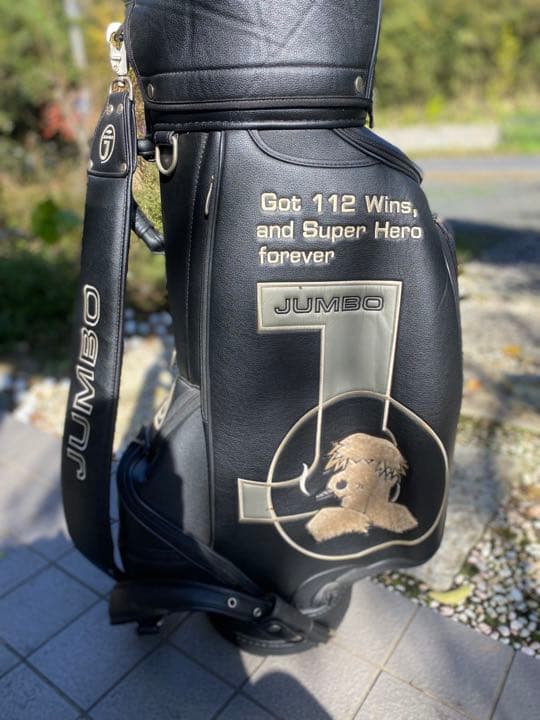 Got 112 Wins,
and Super Hero
forever
JUMBO
JUMBO